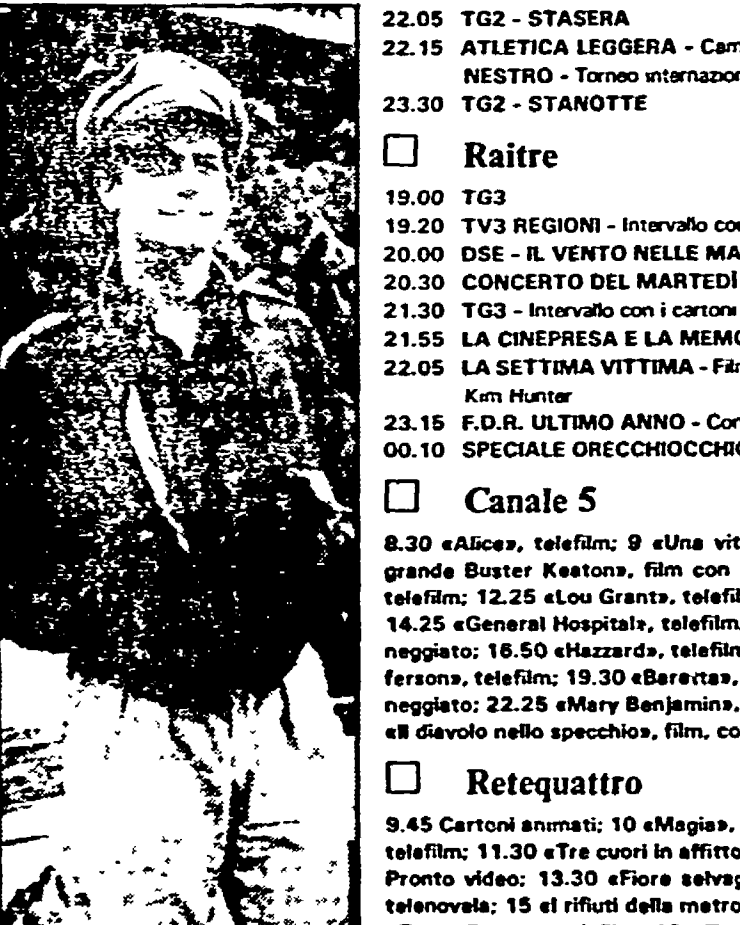 22.05 TG2 - STASERA
22.15 ATLETICA LEGGERA - Cam
NESTRO - Torneo internazion
23.30 TG2 - STANOTTE
□ Raitre
19.00 TG3
19.20 TV3 REGIONI - Intervallo con
20.00 DSE - IL VENTO NELLE MA
20.30 CONCERTO DEL MARTEDÌ
21.30 TG3 - Intervallo con i cartoni
21.55 LA CINEPRESA E LA MEMO
22.05 LA SETTIMA VITTIMA - Film
Kim Hunter
23.15 F.D.R. ULTIMO ANNO - Con
00.10 SPECIALE ORECCHIOCCHIO
□ Canale 5
8.30 «Alice», telefilm; 9 «Una vit
grande Buster Keaton», film con
telefilm; 12.25 «Lou Grant», telefil
14.25 «General Hospital», telefilm
neggiato; 16.50 «Hazzard», telefilm
ferson», telefilm; 19.30 «Baretta»,
neggiato; 22.25 «Mary Benjamin»,
«Il diavolo nello specchio», film, co
□ Retequattro
9.45 Cartoni animati; 10 «Magia»,
telefilm; 11.30 «Tre cuori in affitto
Pronto video; 13.30 «Fiore selvag
telenovela; 15 «I rifiuti della metro